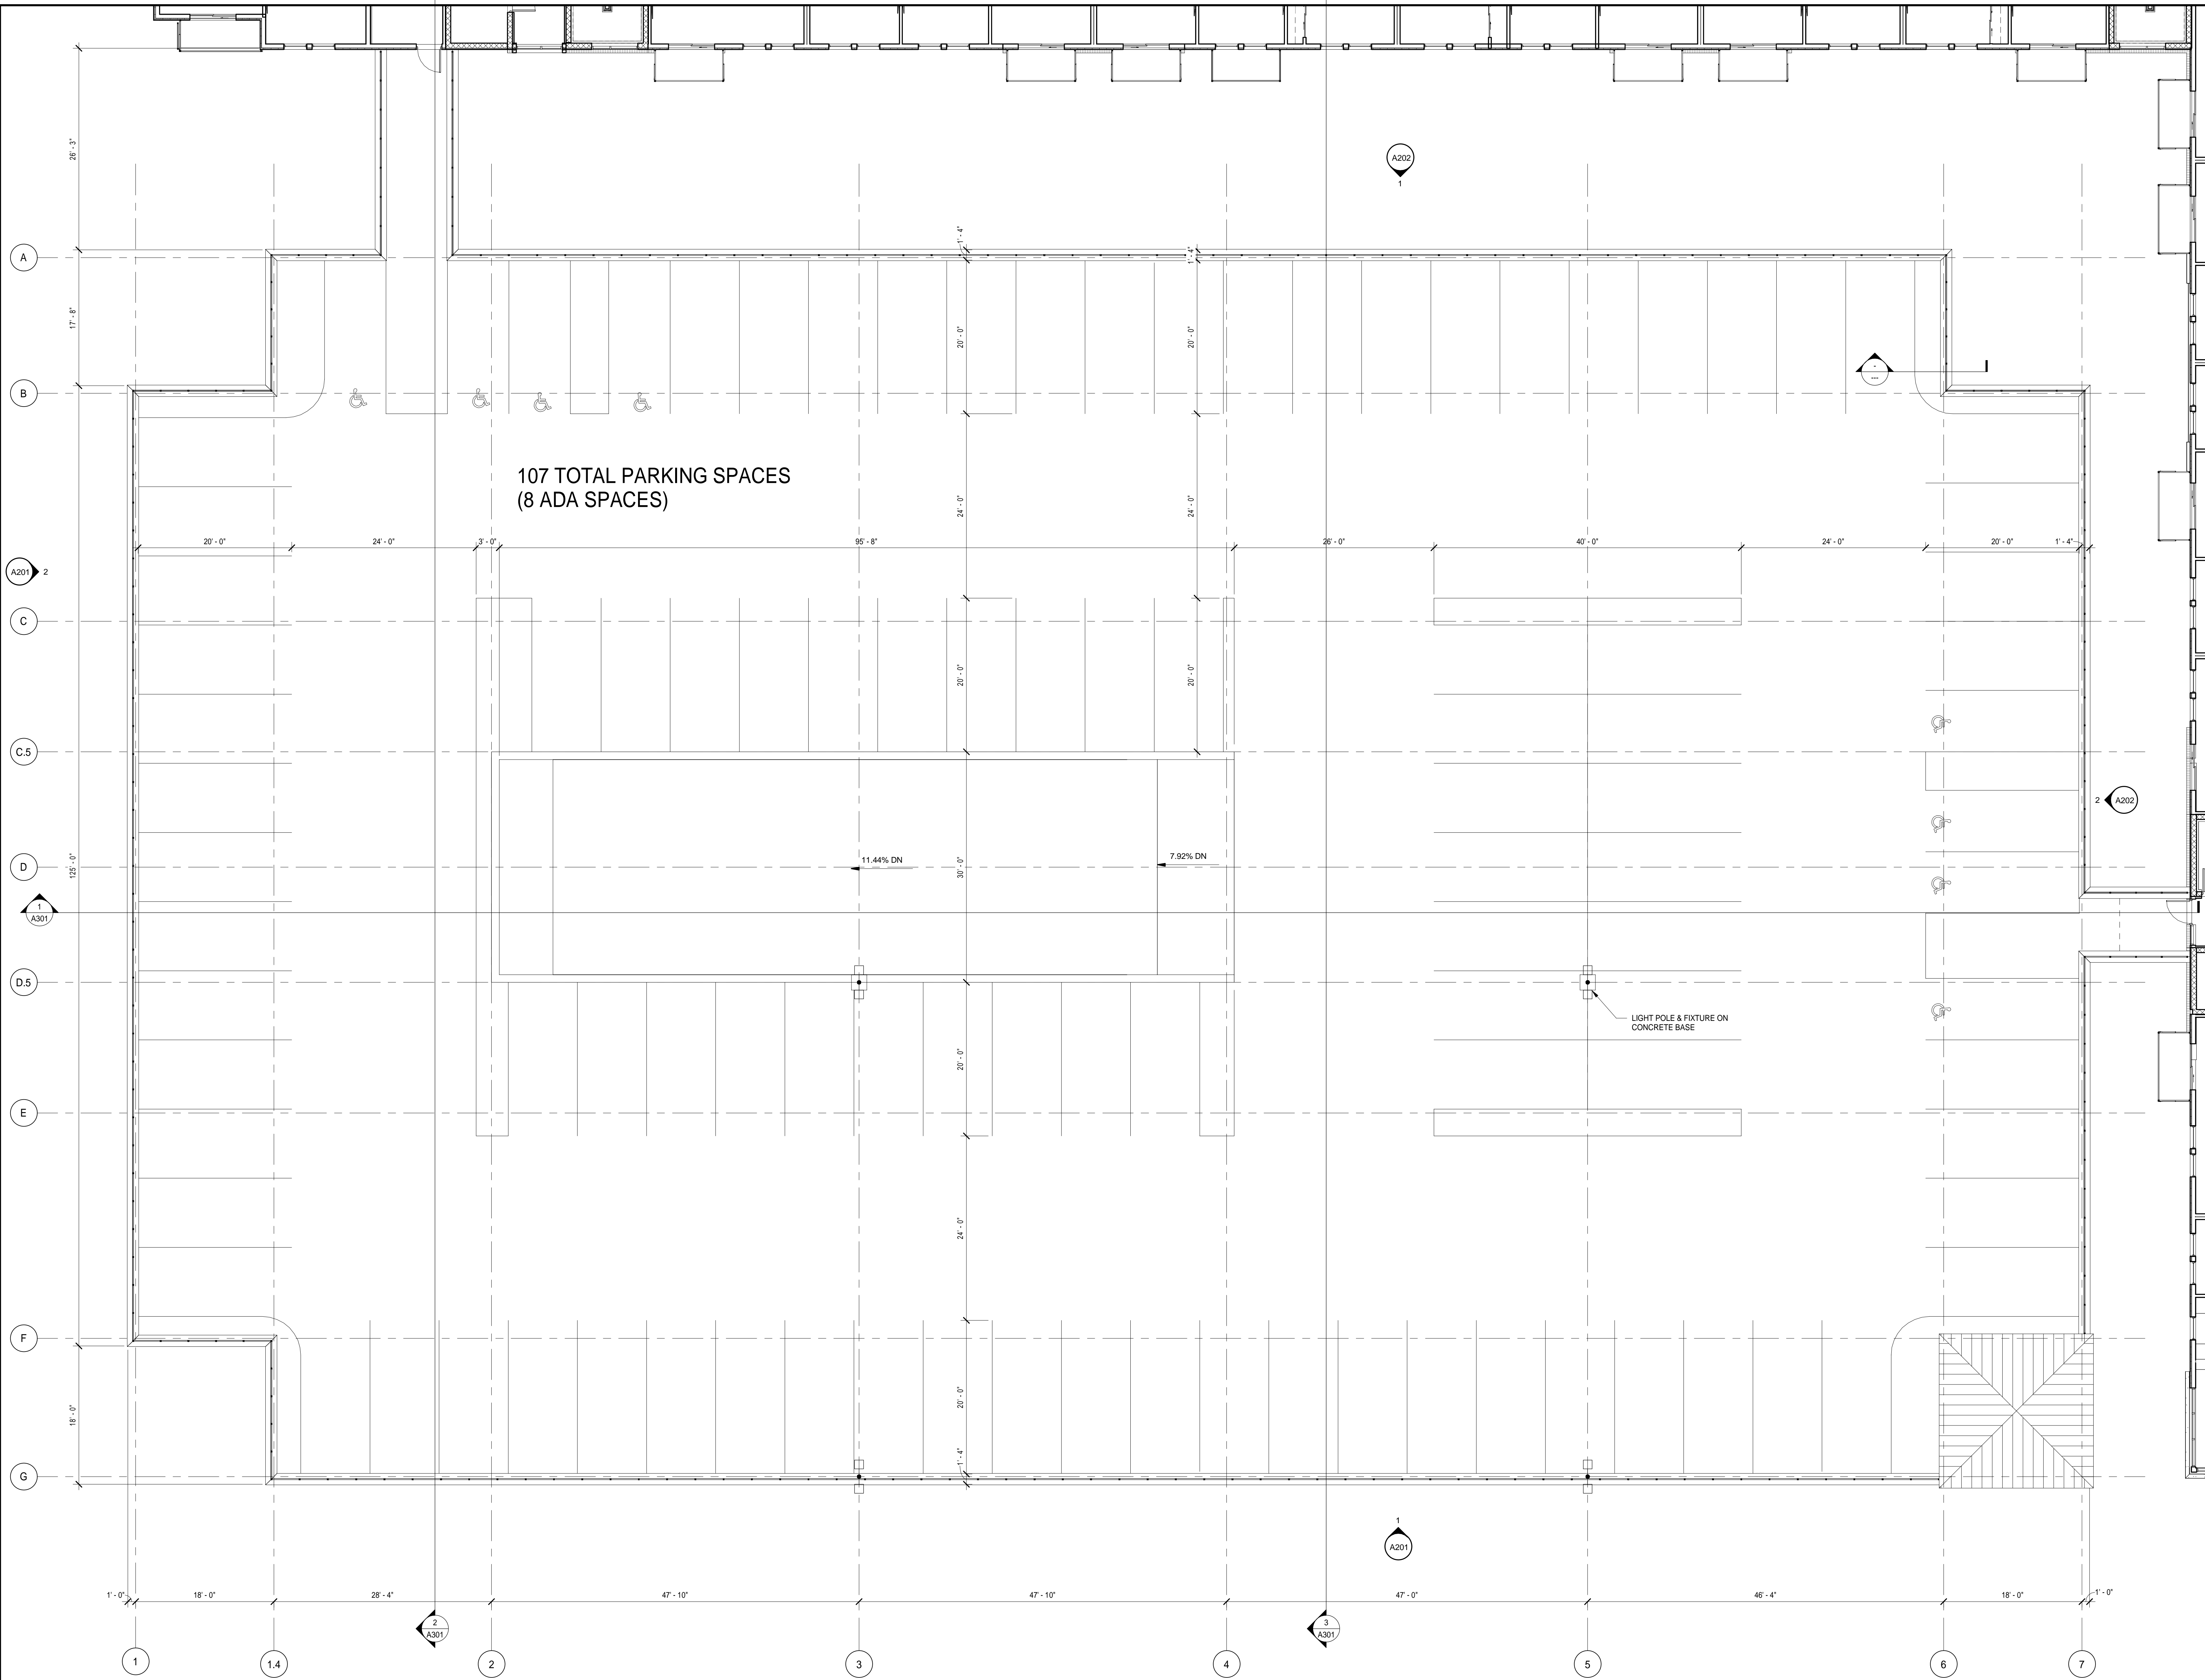 A202
1
26' - 3"
1' - 4"
1' - 4"
A
17' - 8"
20' - 0"
20' - 0"
-
---
B
107 TOTAL PARKING SPACES
(8 ADA SPACES)
24' - 0"
24' - 0"
20' - 0"
24' - 0"
3' - 0"
95' - 8"
26' - 0"
40' - 0"
24' - 0"
20' - 0"
1' - 4"
A201
2
C
20' - 0"
20' - 0"
C.5
2
A202
125' - 0"
D
11.44% DN
30' - 0"
7.92% DN
1
A301
D.5
LIGHT POLE & FIXTURE ON
CONCRETE BASE
20' - 0"
E
24' - 0"
F
18' - 0"
20' - 0"
1' - 4"
G
1
A201
1' - 0"
18' - 0"
28' - 4"
47' - 10"
47' - 10"
47' - 0"
46' - 4"
18' - 0"
1' - 0"
2
A301
3
A301
1
1.4
2
3
4
5
6
7